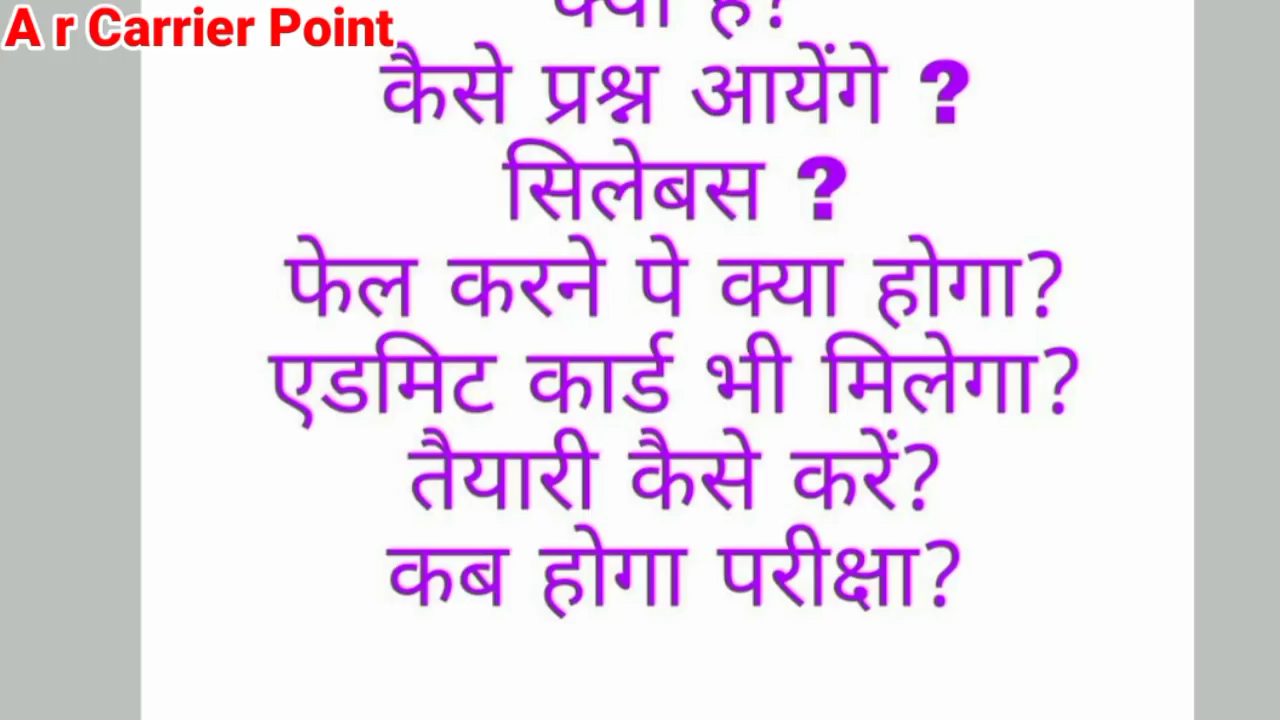 A r Carrier Point
क्या है?
कैसे प्रश्न आयेंगे ?
सिलेबस ?
फेल करने पे क्या होगा?
एडमिट कार्ड भी मिलेगा?
तैयारी कैसे करें?
कब होगा परीक्षा?